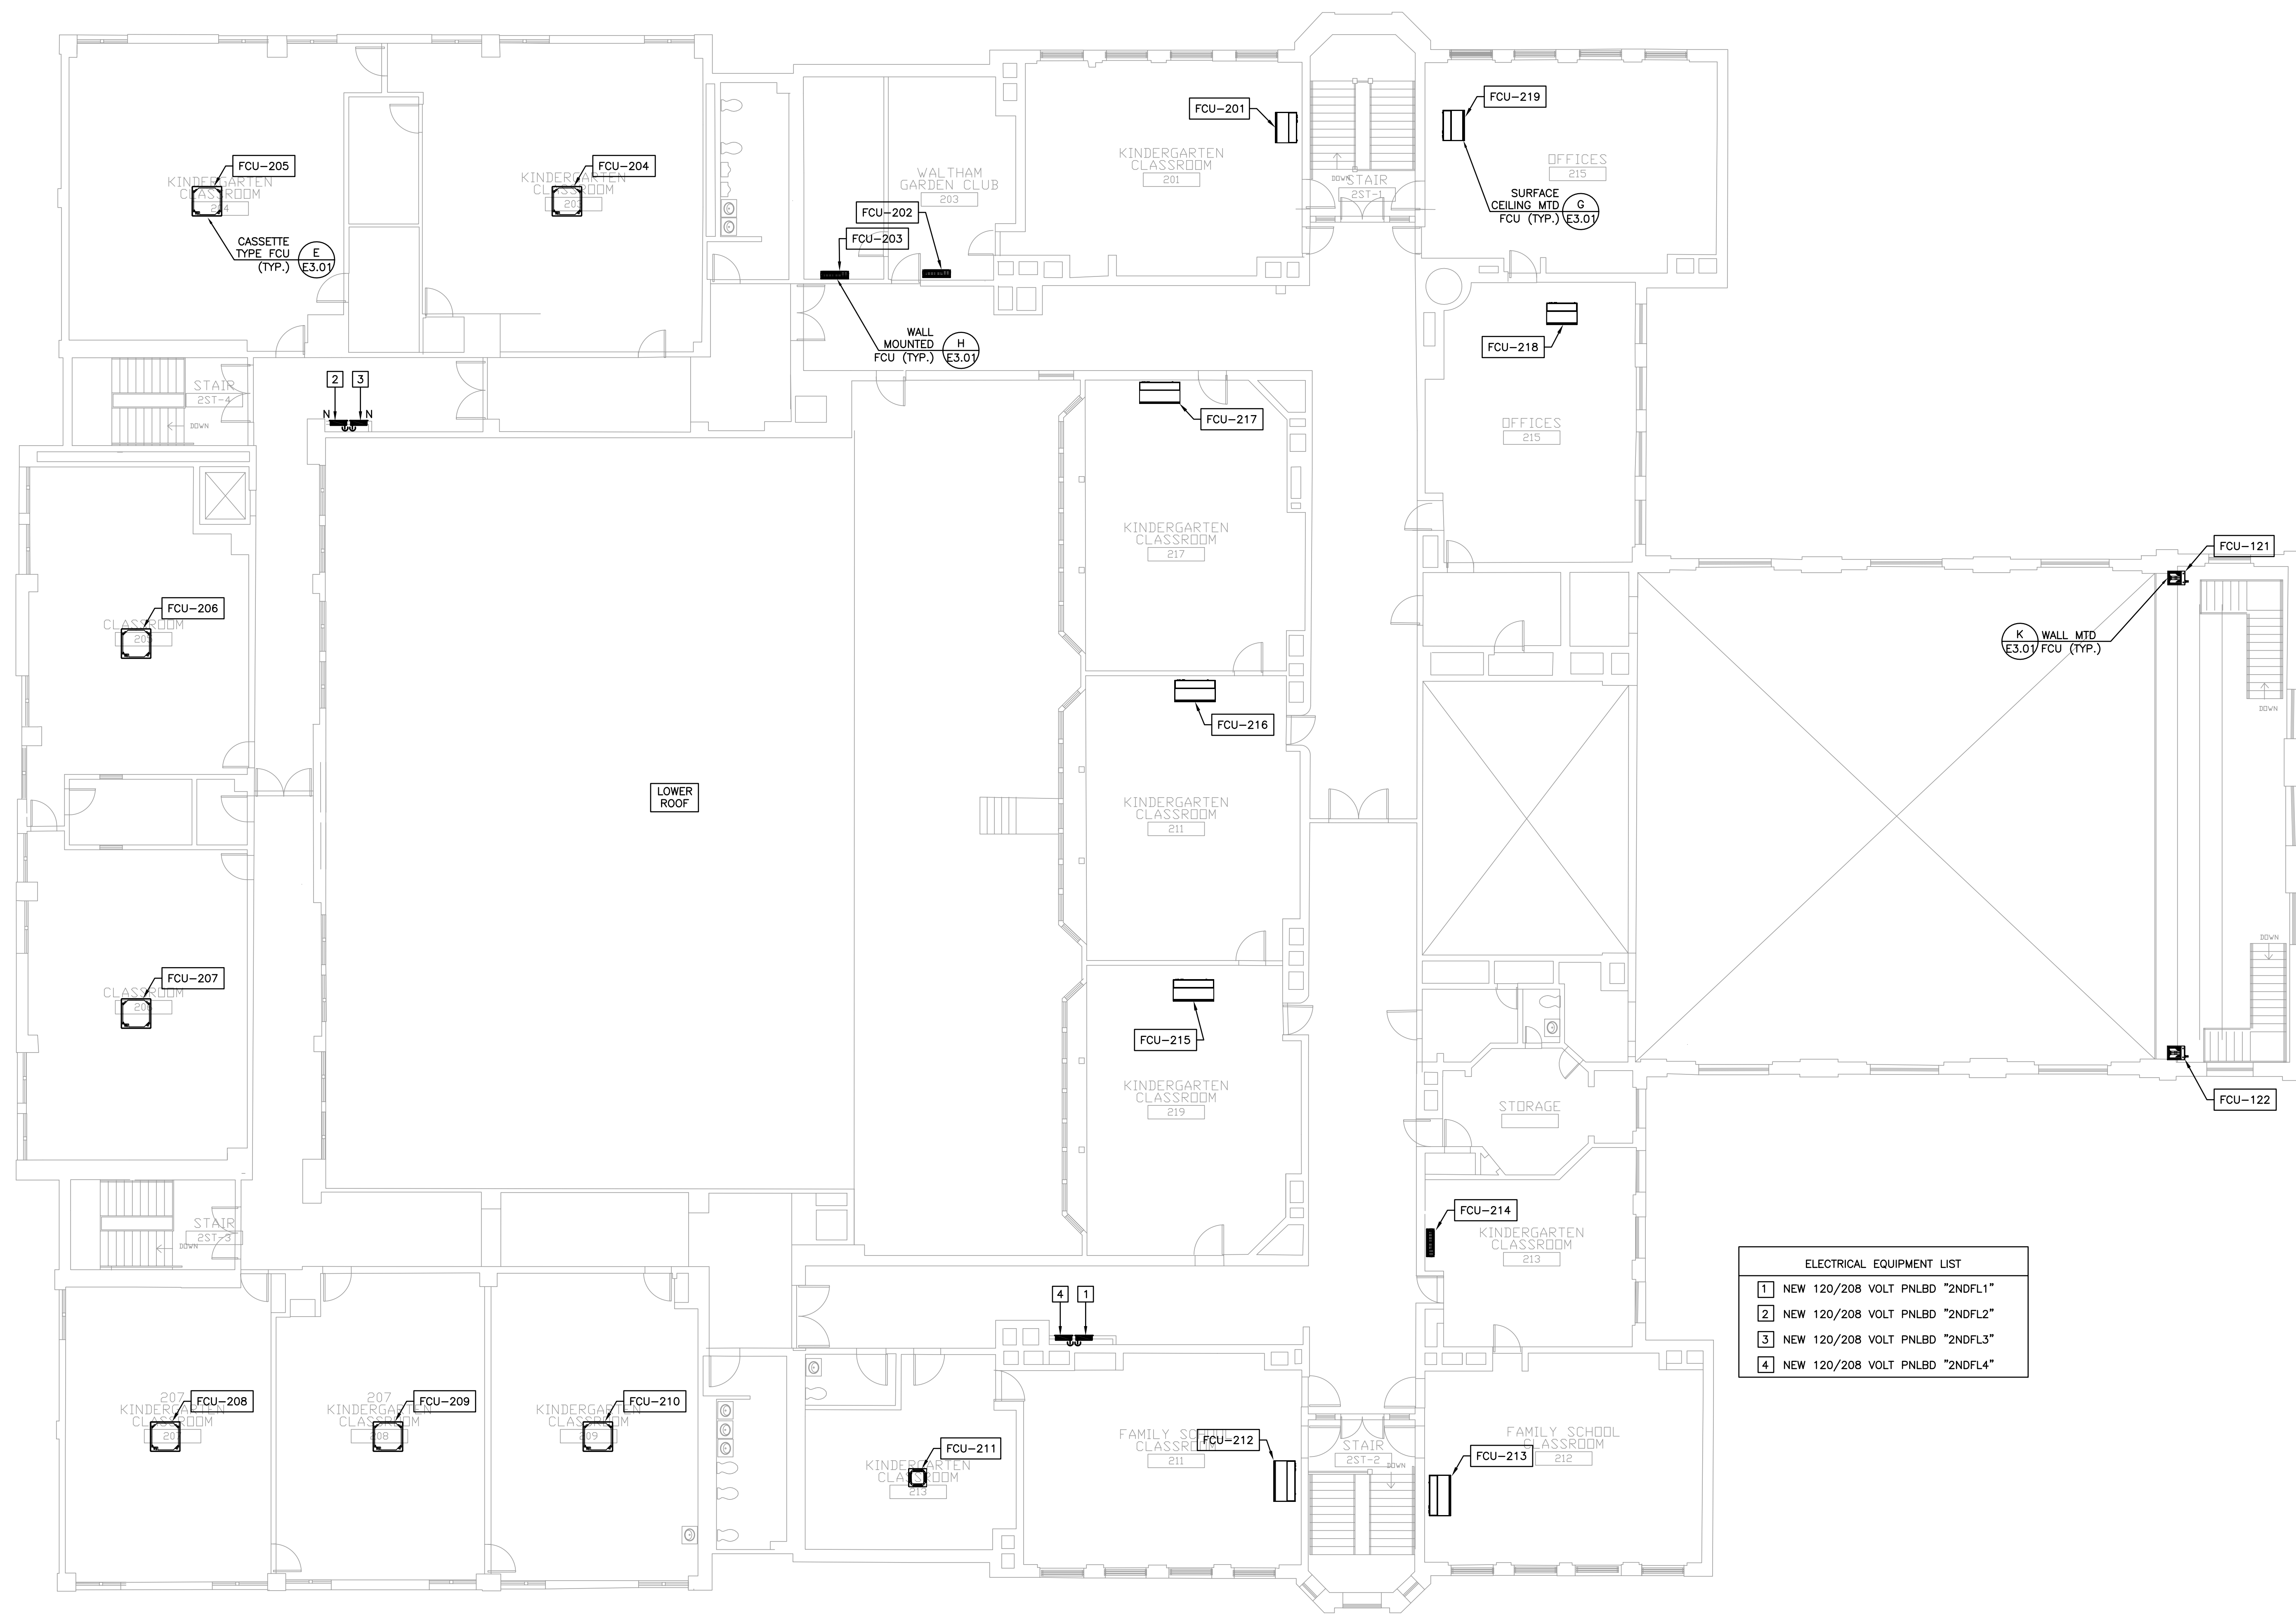 FCU-201
FCU-219
KINDERGARTEN
CLASSROOM
201
OFFICES
215
FCU-205
FCU-204
KINDERGARTEN
CLASSROOM
204
KINDERGARTEN
CLASSROOM
203
WALTHAM
GARDEN CLUB
203
DOWN
STAIR
2ST-1
SURFACE
CEILING MTD
FCU (TYP.)
G
E3.01
FCU-202
FCU-203
CASSETTE
TYPE FCU
(TYP.)
E
E3.01
WALL
MOUNTED
FCU (TYP.)
H
E3.01
FCU-218
2
3
N
N
STAIR
2ST-4
DOWN
FCU-217
OFFICES
215
KINDERGARTEN
CLASSROOM
217
FCU-121
FCU-206
CLASSROOM
205
K
E3.01
WALL MTD
FCU (TYP.)
DOWN
FCU-216
LOWER
ROOF
KINDERGARTEN
CLASSROOM
211
DOWN
FCU-207
CLASSROOM
206
FCU-215
KINDERGARTEN
CLASSROOM
219
STORAGE
FCU-122
STAIR
2ST-3
DOWN
FCU-214
KINDERGARTEN
CLASSROOM
213
4
1
ELECTRICAL EQUIPMENT LIST
1 NEW 120/208 VOLT PNLBD "2NDFL1"
2 NEW 120/208 VOLT PNLBD "2NDFL2"
3 NEW 120/208 VOLT PNLBD "2NDFL3"
4 NEW 120/208 VOLT PNLBD "2NDFL4"
207
KINDERGARTEN
CLASSROOM
207
FCU-208
207
KINDERGARTEN
CLASSROOM
208
FCU-209
KINDERGARTEN
CLASSROOM
209
FCU-210
FCU-211
KINDERGARTEN
CLASSROOM
213
FAMILY SCHOOL
CLASSROOM
211
FCU-212
STAIR
2ST-2
DOWN
FCU-213
FAMILY SCHOOL
CLASSROOM
212